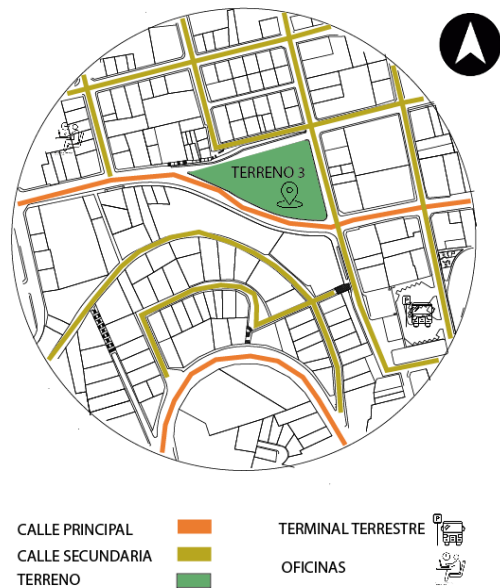 TERRENO 3
P
CALLE PRINCIPAL
CALLE SECUNDARIA
TERRENO
TERMINAL TERRESTRE
P
OFICINAS